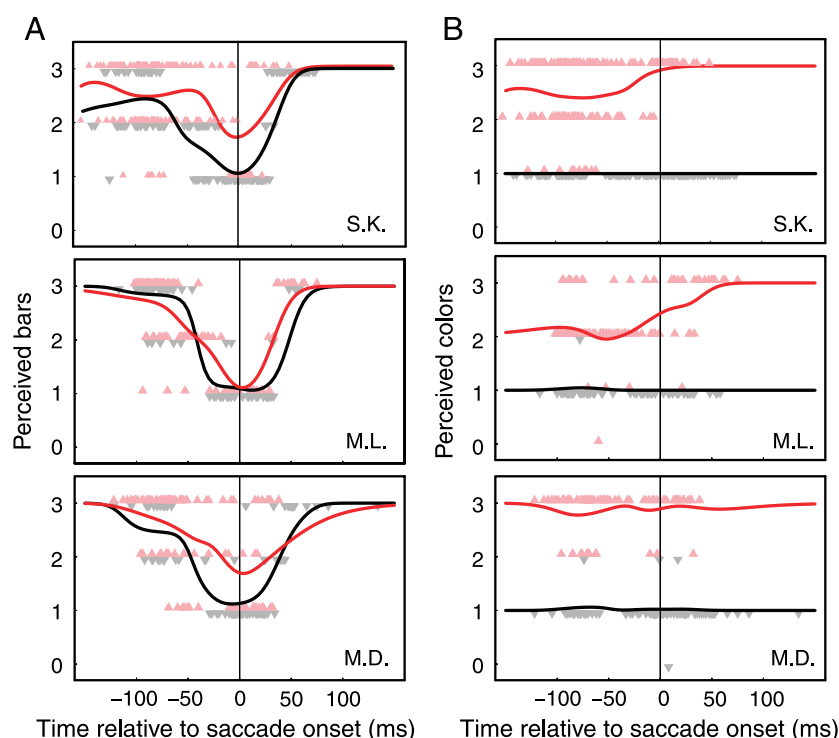 A
B
3
2
1
0
S.K.
3
2
1
0
S.K.
Perceived bars
3
2
1
0
M.L.
Perceived colors
3
2
1
0
M.L.
3
2
1
0
M.D.
3
2
1
0
M.D.
−100 −50 0 50 100
−100 −50 0 50 100
Time relative to saccade onset (ms)
Time relative to saccade onset (ms)